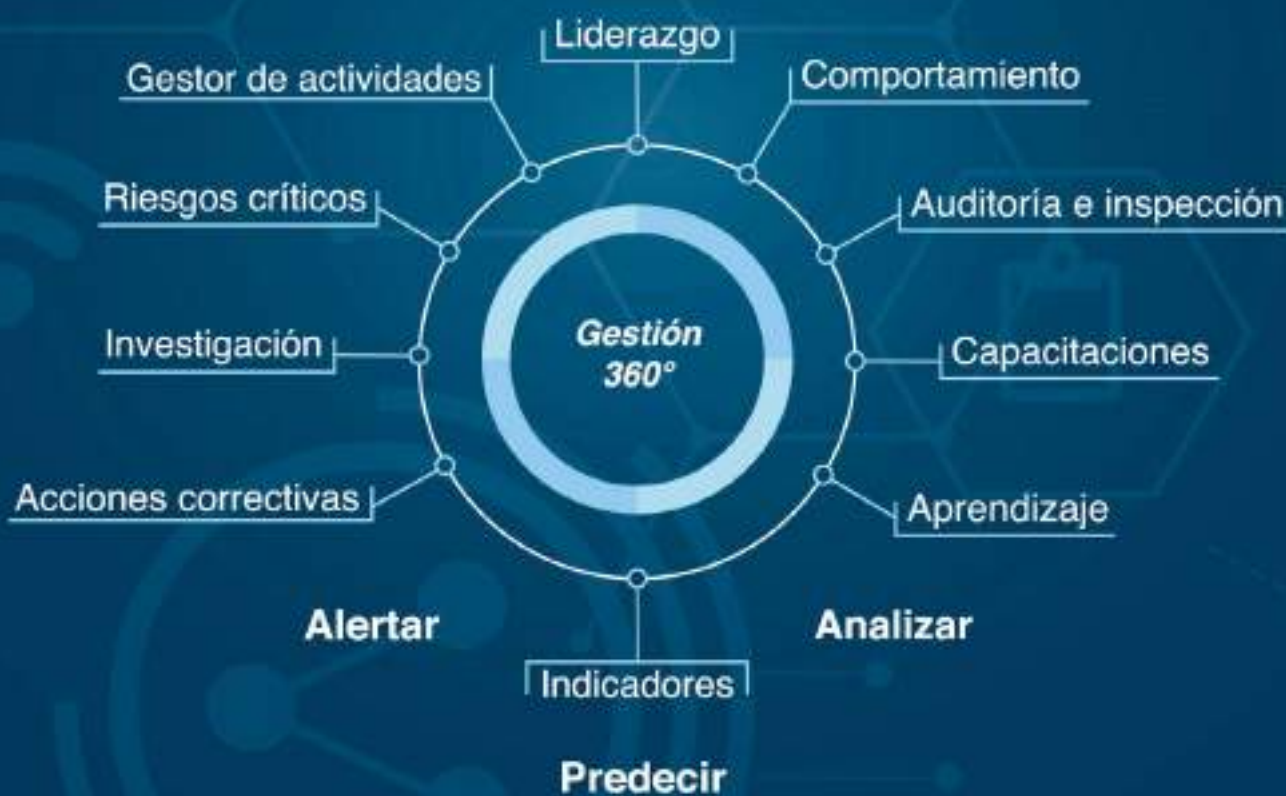 Liderazgo
Gestor de actividades
Comportamiento
Riesgos críticos
Auditoría e inspección
Gestión
360°
Investigación
Capacitaciones
Acciones correctivas
Aprendizaje
Alertar
Analizar
Indicadores
Predecir